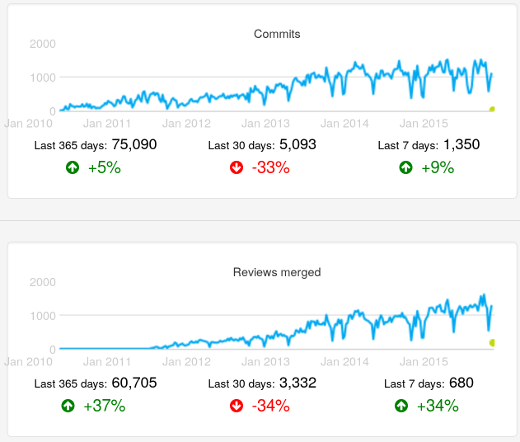 Commits
2000
1000
0
Jan 2010 Jan 2011 Jan 2012 Jan 2013 Jan 2014 Jan 2015
Last 365 days: 75,090 Last 30 days: 5,093 Last 7 days: 1,350
+5% -33% +9%
Reviews merged
2000
1000
0
Jan 2010 Jan 2011 Jan 2012 Jan 2013 Jan 2014 Jan 2015
Last 365 days: 60,705 Last 30 days: 3,332 Last 7 days: 680
+37% -34% +34%